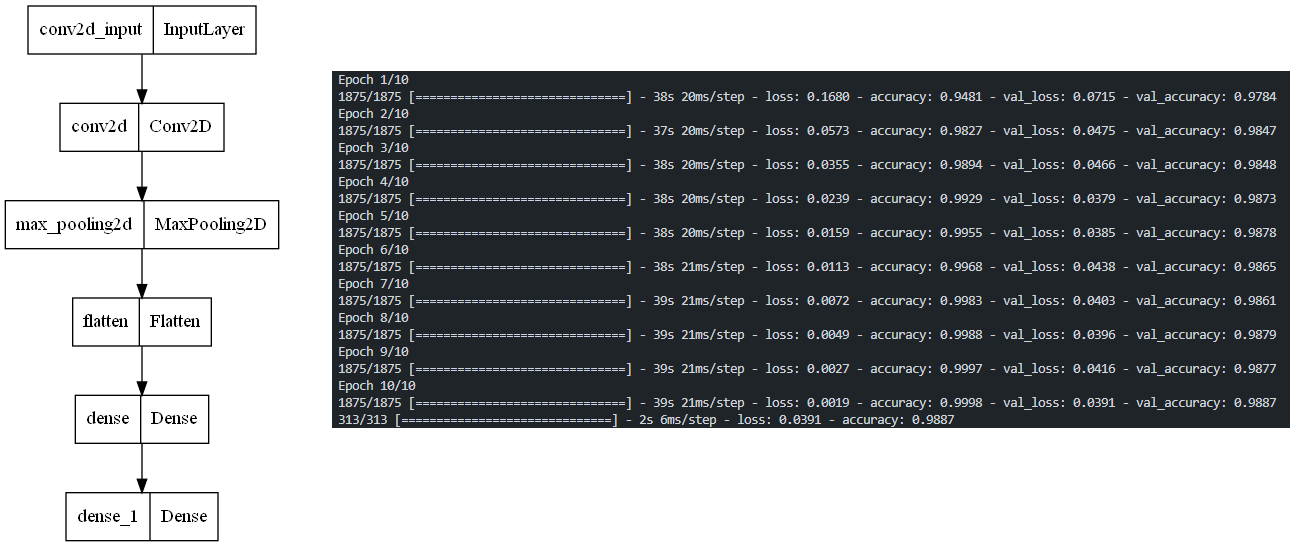 conv2d_input InputLayer
conv2d Conv2D
max_pooling2d MaxPooling2D
flatten Flatten
dense Dense
dense_1 Dense
Epoch 1/10
1875/1875 [==============================] - 38s 20ms/step - loss: 0.1680 - accuracy: 0.9481 - val_loss: 0.0715 - val_accuracy: 0.9784
Epoch 2/10
1875/1875 [==============================] - 37s 20ms/step - loss: 0.0573 - accuracy: 0.9827 - val_loss: 0.0475 - val_accuracy: 0.9847
Epoch 3/10
1875/1875 [==============================] - 38s 20ms/step - loss: 0.0355 - accuracy: 0.9894 - val_loss: 0.0466 - val_accuracy: 0.9848
Epoch 4/10
1875/1875 [==============================] - 38s 20ms/step - loss: 0.0239 - accuracy: 0.9929 - val_loss: 0.0379 - val_accuracy: 0.9873
Epoch 5/10
1875/1875 [==============================] - 38s 20ms/step - loss: 0.0159 - accuracy: 0.9955 - val_loss: 0.0385 - val_accuracy: 0.9878
Epoch 6/10
1875/1875 [==============================] - 38s 21ms/step - loss: 0.0113 - accuracy: 0.9968 - val_loss: 0.0438 - val_accuracy: 0.9865
Epoch 7/10
1875/1875 [==============================] - 39s 21ms/step - loss: 0.0072 - accuracy: 0.9983 - val_loss: 0.0403 - val_accuracy: 0.9861
Epoch 8/10
1875/1875 [==============================] - 39s 21ms/step - loss: 0.0049 - accuracy: 0.9988 - val_loss: 0.0396 - val_accuracy: 0.9879
Epoch 9/10
1875/1875 [==============================] - 39s 21ms/step - loss: 0.0027 - accuracy: 0.9997 - val_loss: 0.0416 - val_accuracy: 0.9877
Epoch 10/10
1875/1875 [==============================] - 39s 21ms/step - loss: 0.0019 - accuracy: 0.9998 - val_loss: 0.0391 - val_accuracy: 0.9887
313/313 [==============================] - 2s 6ms/step - loss: 0.0391 - accuracy: 0.9887